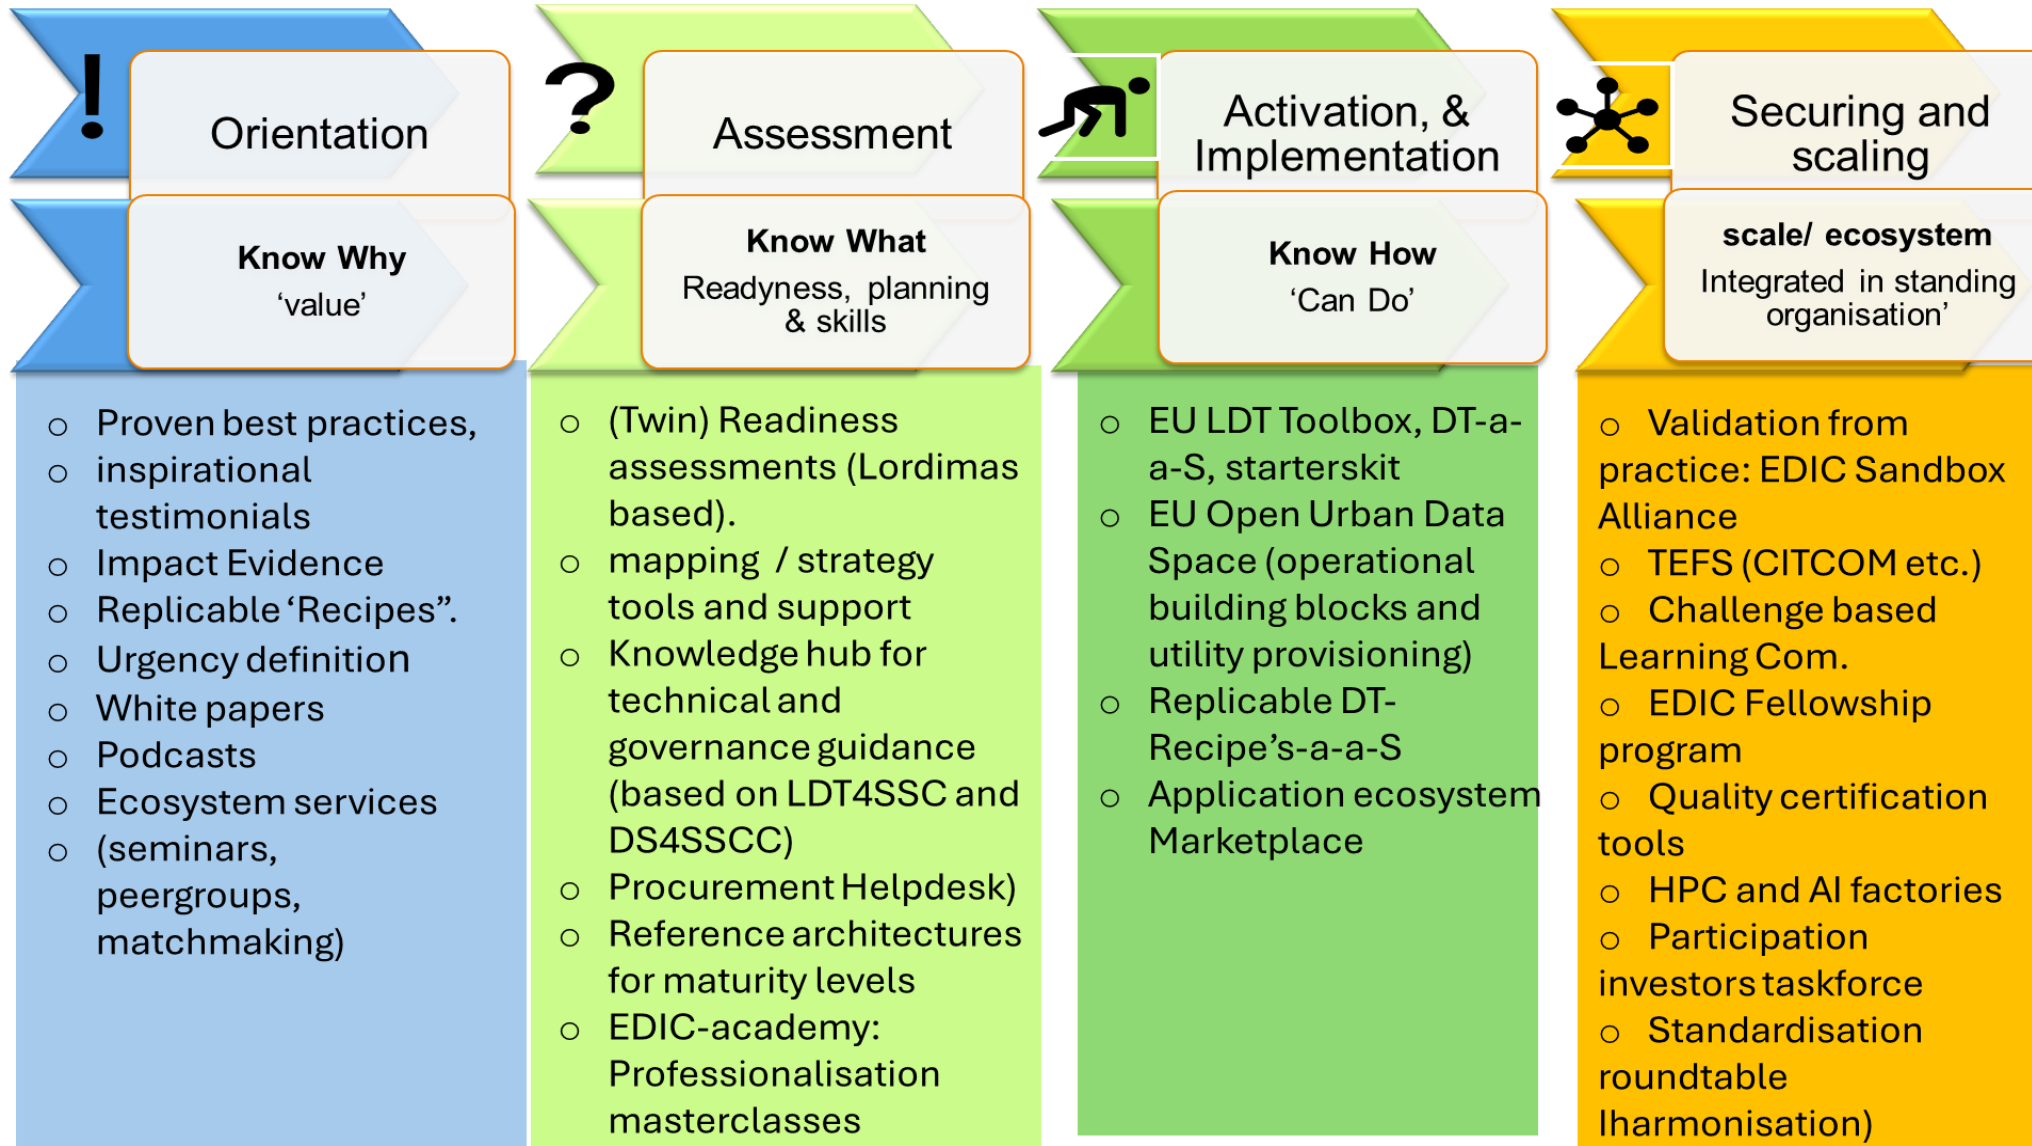 !
Orientation
?
Assessment
Activation, &
Implementation
Securing and
scaling
Know Why
‘value’
Know What
Readyness, planning
& skills
Know How
‘Can Do’
scale/ ecosystem
Integrated in standing
organisation’
o Proven best practices,
o inspirational
testimonials
o Impact Evidence
o Replicable ‘Recipes”.
o Urgency definition
o White papers
o Podcasts
o Ecosystem services
o (seminars,
peergroups,
matchmaking)
o (Twin) Readiness
assessments (Lordimas
based).
o mapping / strategy
tools and support
o Knowledge hub for
technical and
governance guidance
(based on LDT4SSC and
DS4SSCC)
o Procurement Helpdesk)
o Reference architectures
for maturity levels
o EDIC-academy:
Professionalisation
masterclasses
o EU LDT Toolbox, DT-a-
a-S, starterskit
o EU Open Urban Data
Space (operational
building blocks and
utility provisioning)
o Replicable DT-
Recipe’s-a-a-S
o Application ecosystem
Marketplace
o Validation from
practice: EDIC Sandbox
Alliance
o TEFS (CITCOM etc.)
o Challenge based
Learning Com.
o EDIC Fellowship
program
o Quality certification
tools
o HPC and AI factories
o Participation
investors taskforce
o Standardisation
roundtable
Iharmonisation)